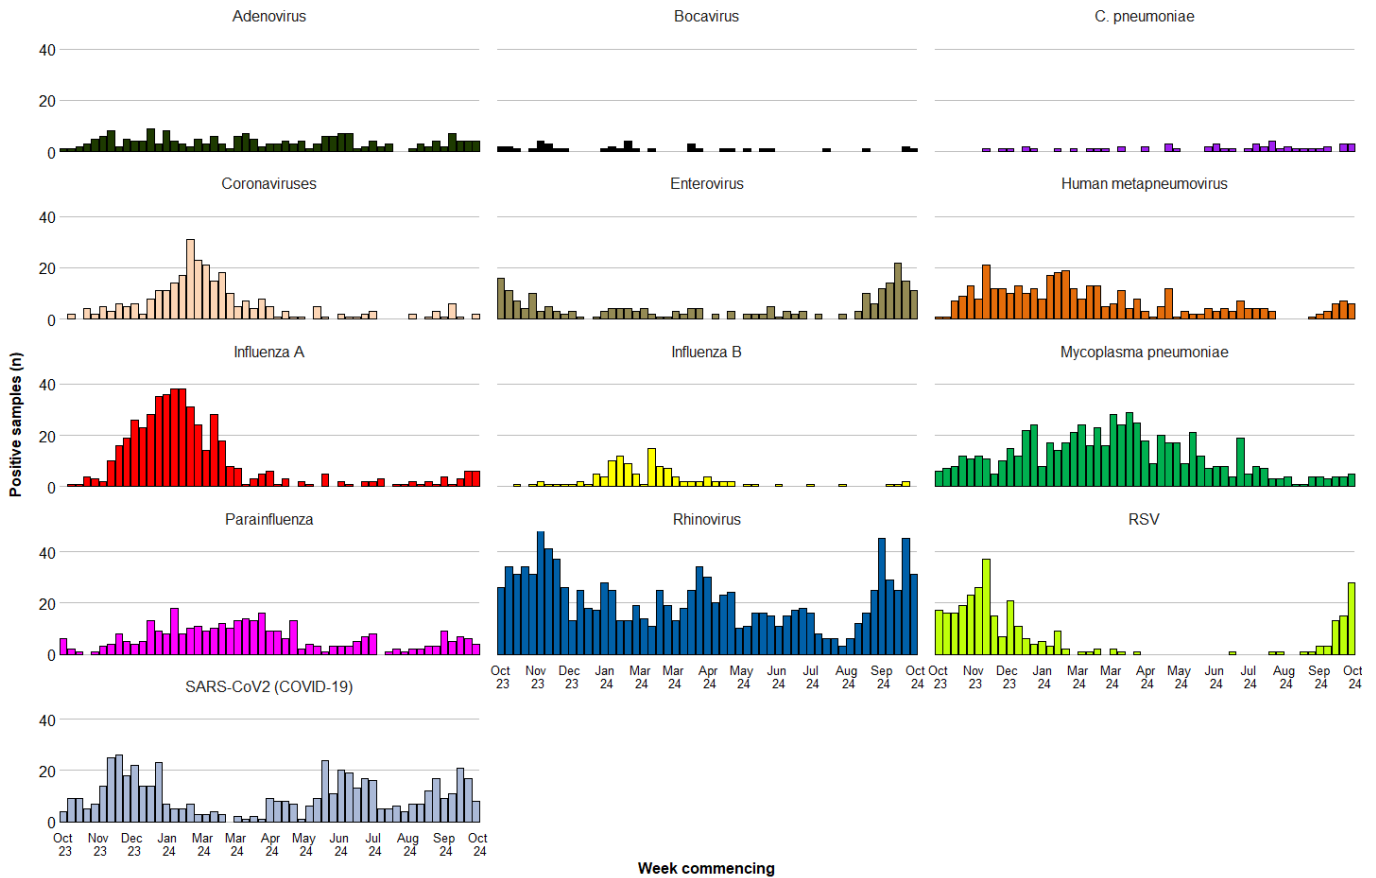 Adenovirus
Bocavirus
C. pneumoniae
40
20
0
Coronaviruses
Enterovirus
Human metapneumovirus
40
20
0
Influenza A
Influenza B
Mycoplasma pneumoniae
40
20
0
Positive samples (n)
Parainfluenza
Rhinovirus
RSV
40
20
0
Oct 23 Nov 23 Dec 23 Jan 24 Mar 24 Mar 24 Apr 24 May 24 Jun 24 Jul 24 Aug 24 Sep 24 Oct 24
Oct 23 Nov 23 Dec 23 Jan 24 Mar 24 Mar 24 Apr 24 May 24 Jun 24 Jul 24 Aug 24 Sep 24 Oct 24
SARS-CoV2 (COVID-19)
40
20
0
Oct 23 Nov 23 Dec 23 Jan 24 Mar 24 Mar 24 Apr 24 May 24 Jun 24 Jul 24 Aug 24 Sep 24 Oct 24
Week commencing